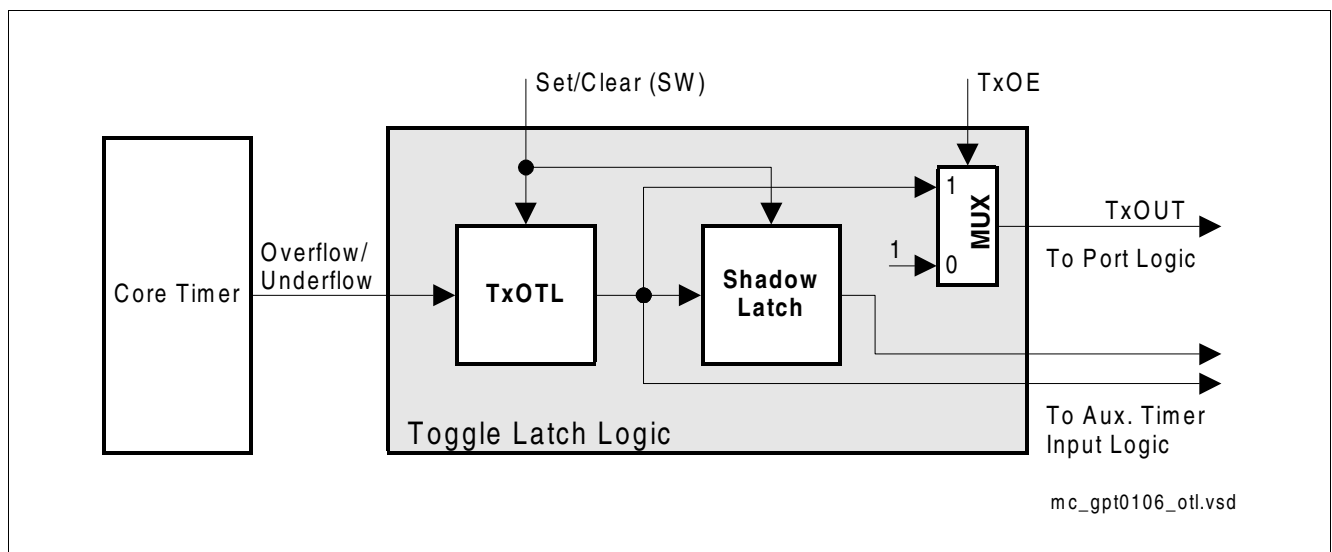 Set/Clear (SW)
TxOE
Core Timer
Overflow/
Underflow
TxOTL
Shadow
Latch
1
MUX
1
0
TxOUT
To Port Logic
To Aux. Timer
Input Logic
Toggle Latch Logic
mc_gpt0106_otl.vsd